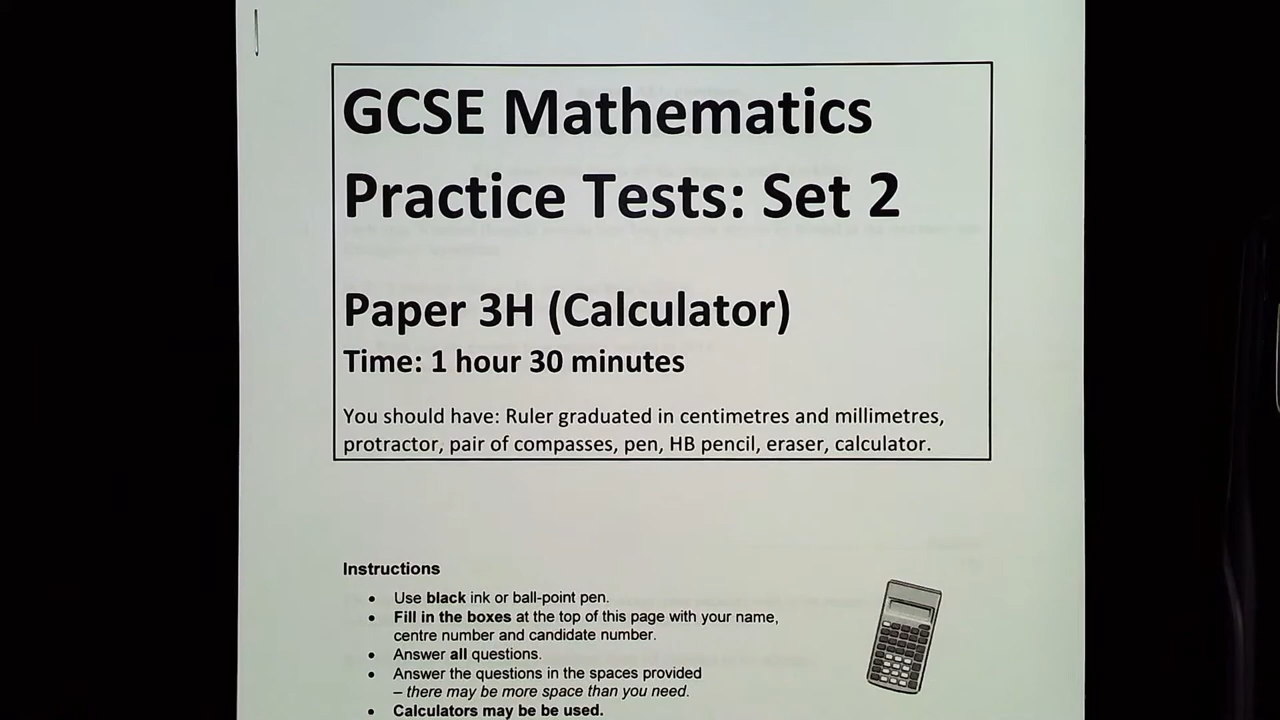 GCSE Mathematics
Practice Tests: Set 2
Paper 3H (Calculator)
Time: 1 hour 30 minutes
You should have: Ruler graduated in centimetres and millimetres,
protractor, pair of compasses, pen, HB pencil, eraser, calculator.
Instructions
• Use black ink or ball-point pen.
• Fill in the boxes at the top of this page with your name,
centre number and candidate number.
• Answer all questions.
• Answer the questions in the spaces provided
– there may be more space than you need.
• Calculators may be be used.